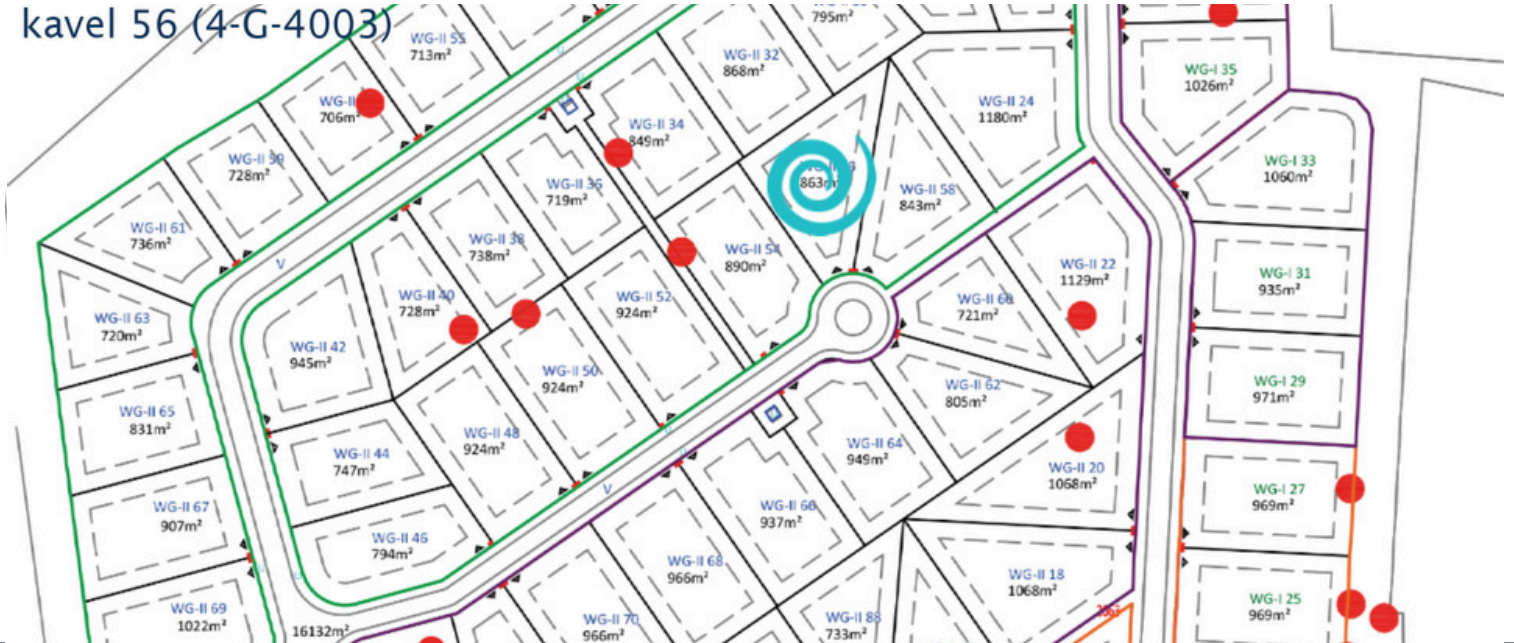 kavel 56 (4-G-4003)
WG-II 55
713m²
795m²
WG-II 32
868m²
WG-I 35
1026m²
WG-II
706m²
WG-II 24
1180m²
WG-II 34
849m²
WG-II 59
728m²
WG-I 33
1060m²
WG-II 36
719m²
863m²
WG-II 58
843m²
WG-II 61
736m²
WG-II 38
738m²
WG-II 54
890m²
V
WG-II 22
1129m²
WG-I 31
935m²
WG-II 40
728m²
WG-II 52
924m²
WG-II 60
721m²
WG-II 63
720m²
WG-II 42
945m²
WG-II 50
924m²
WG-II 62
805m²
WG-I 29
971m²
WG-II 65
831m²
WG-II 48
924m²
WG-II 64
949m²
WG-II 44
747m²
WG-II 20
1068m²
V
WG-I 27
969m²
WG-II 67
907m²
WG-II 66
937m²
WG-II 46
794m²
WG-II 68
966m²
WG-II 18
1068m²
WG-I 25
969m²
WG-II 69
1022m²
16132m²
WG-II 70
966m²
WG-II 88
733m²